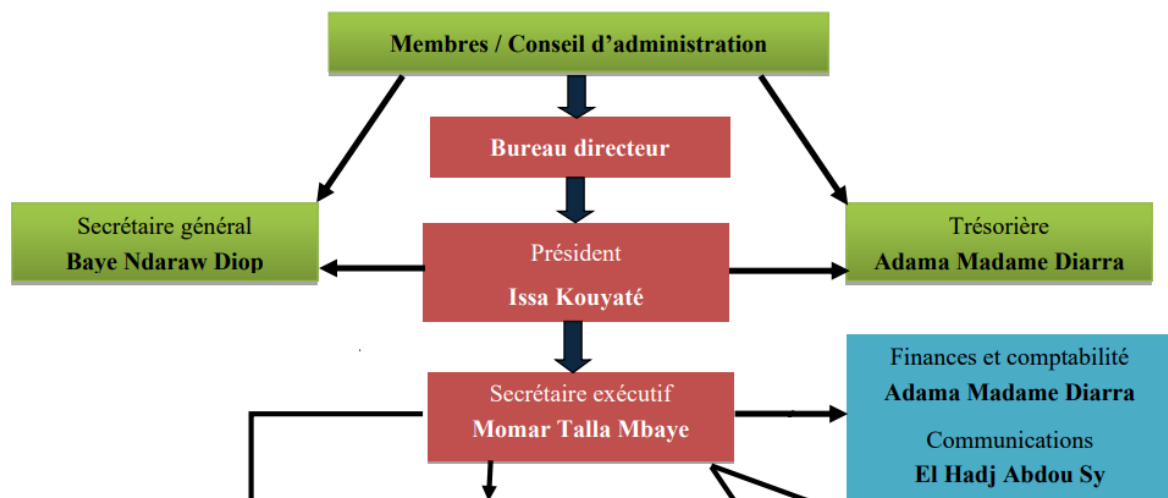 Membres / Conseil d'administration
Bureau directeur
Secrétaire général
Baye Ndaraw Diop
Président
Issa Kouyaté
Trésorière
Adama Madame Diarra
Secrétaire exécutif
Momar Talla Mbaye
Finances et comptabilité
Adama Madame Diarra
Communications
El Hadj Abdou Sy